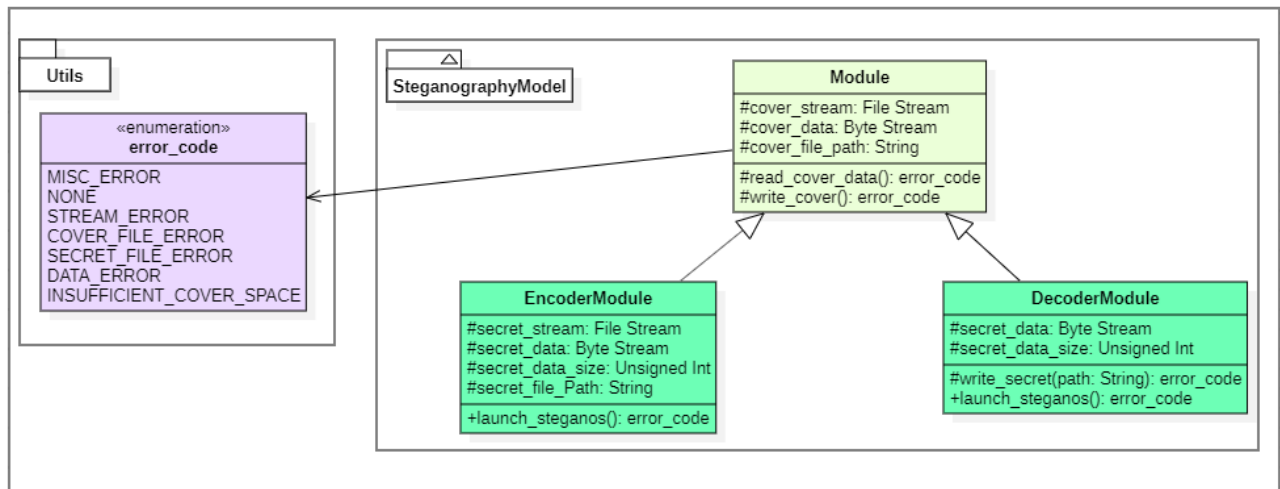 Utils
«enumeration»
error_code
MISC_ERROR
NONE
STREAM_ERROR
COVER_FILE_ERROR
SECRET_FILE_ERROR
DATA_ERROR
INSUFFICIENT_COVER_SPACE
SteganographyModel
Module
#cover_stream: File Stream
#cover_data: Byte Stream
#cover_file_path: String
#read_cover_data(): error_code
#write_cover(): error_code
EncoderModule
#secret_stream: File Stream
#secret_data: Byte Stream
#secret_data_size: Unsigned Int
#secret_file_Path: String
+launch_steganos(): error_code
DecoderModule
#secret_data: Byte Stream
#secret_data_size: Unsigned Int
#write_secret(path: String): error_code
+launch_steganos(): error_code